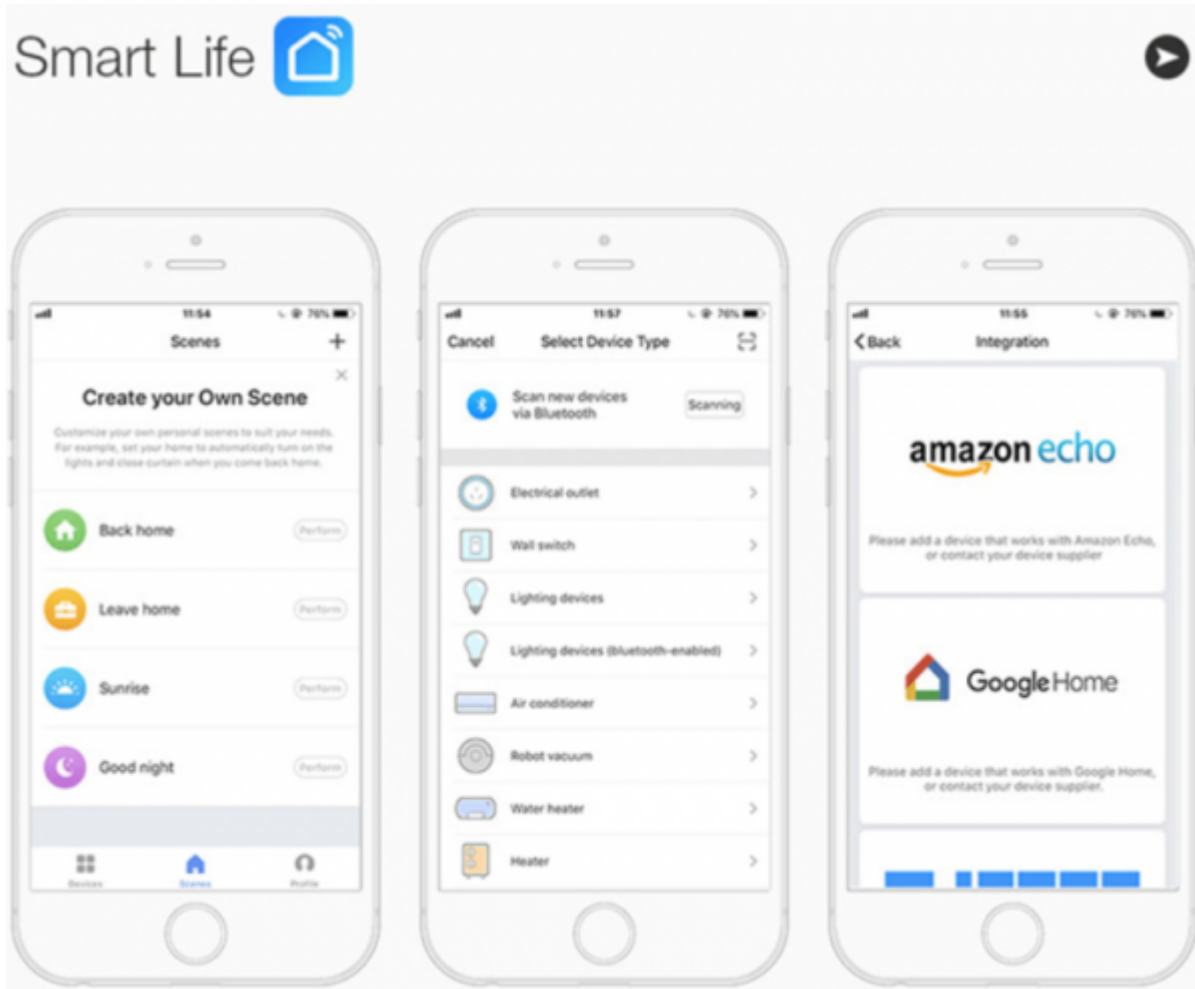 Smart Life
11:54
76%
Scenes
+
Create your Own Scene
Customize your own personal scenes to suit your needs.
For example, set your home to automatically turn on the
lights and close curtain when you come back home.
Back home
Perform
Leave home
Perform
Sunrise
Perform
Good night
Perform
Devices
Scenes
Profile
11:57
76%
Cancel
Select Device Type
Scan new devices
via Bluetooth
Scanning
Electrical outlet
Wall switch
Lighting devices
Lighting devices (bluetooth-enabled)
Air conditioner
Robot vacuum
Water heater
Heater
11:55
76%
Back
Integration
amazon echo
Please add a device that works with Amazon Echo,
or contact your device supplier
Google Home
Please add a device that works with Google Home,
or contact your device supplier.